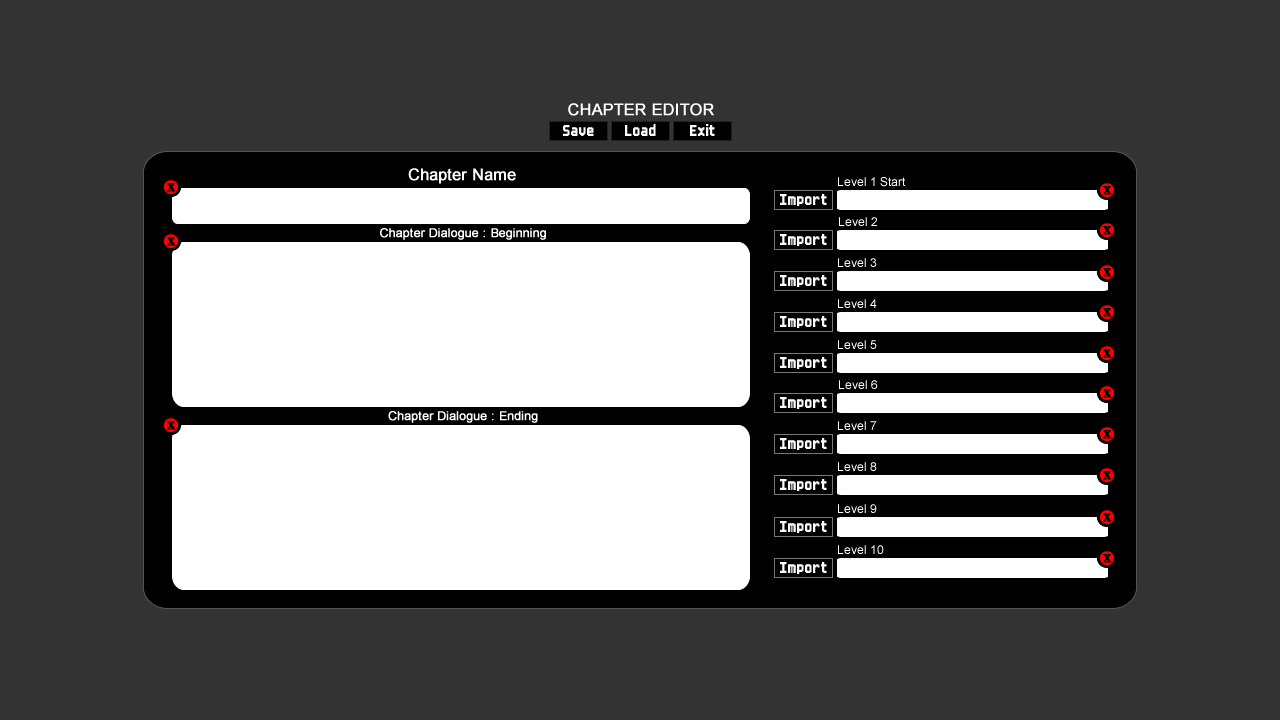 CHAPTER EDITOR
Save Load Exit
Chapter Name
X
Chapter Dialogue : Beginning
X
Chapter Dialogue : Ending
X
Level 1 Start
Import X
Level 2
Import X
Level 3
Import X
Level 4
Import X
Level 5
Import X
Level 6
Import X
Level 7
Import X
Level 8
Import X
Level 9
Import X
Level 10
Import X